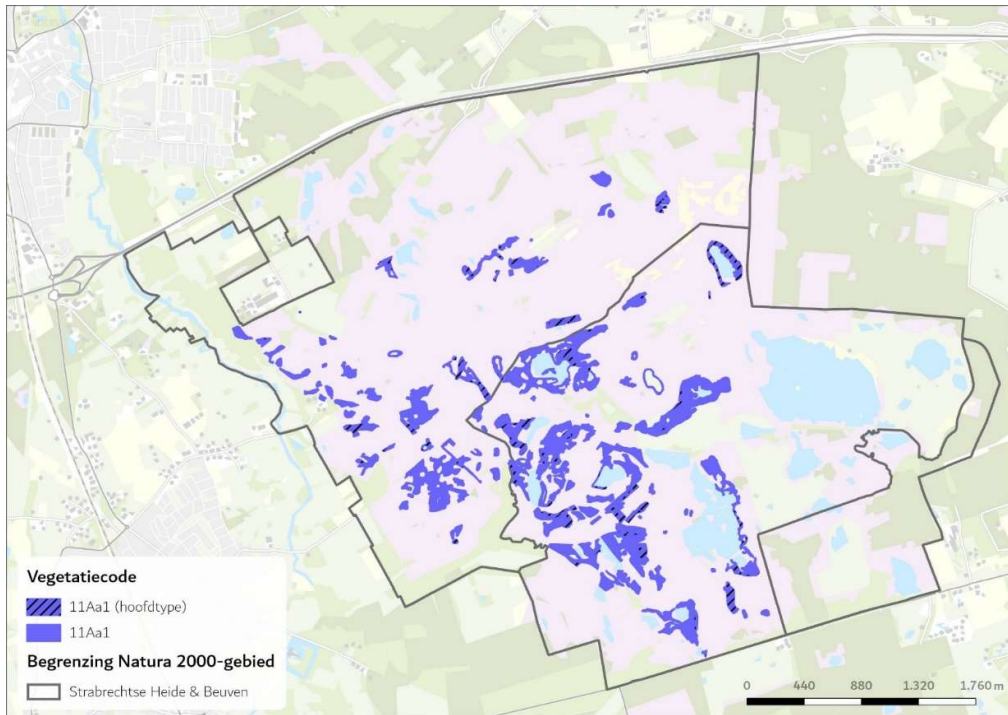 Vegetatiecode
11Aa1 (hoofdtype)
11Aa1
Begrenzing Natura 2000-gebied
Strabrechtse Heide & Beuven
0 440 880 1.320 1.760 m